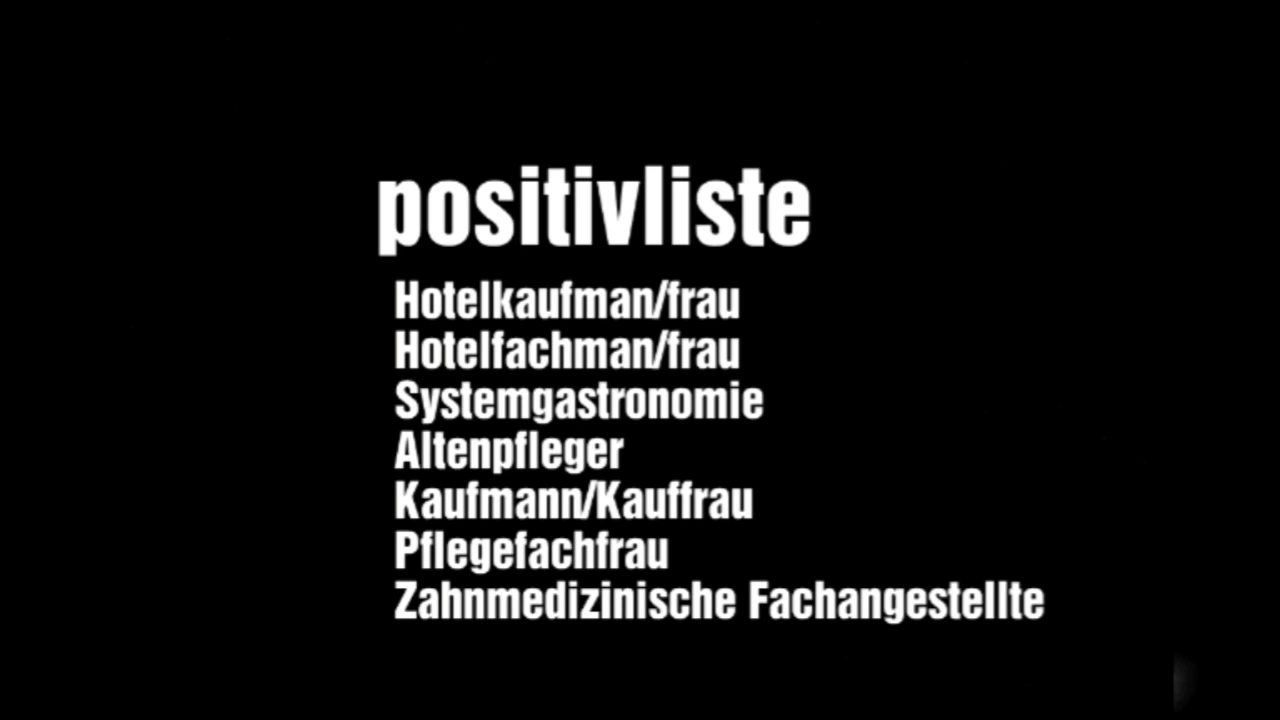 positivliste
Hotelkaufman/frau
Hotelfachman/frau
Systemgastronomie
Altenpfleger
Kaufmann/Kauffrau
Pflegefachfrau
Zahnmedizinische Fachangestellte